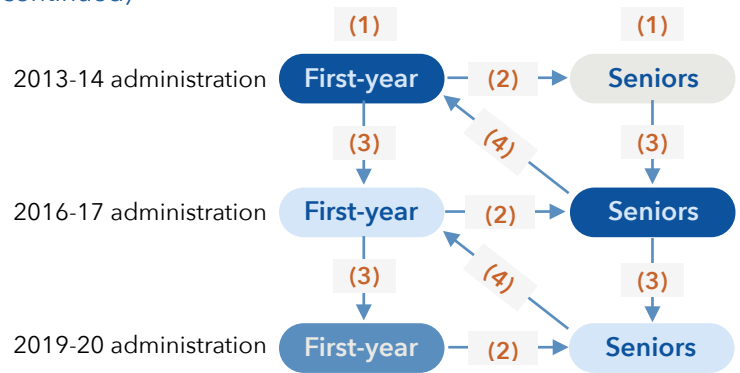 continued)
(1) (1)
2013-14 administration First-year (2) Seniors
(3) (4) (3)
2016-17 administration First-year (2) Seniors
(3) (4) (3)
2019-20 administration First-year (2) Seniors